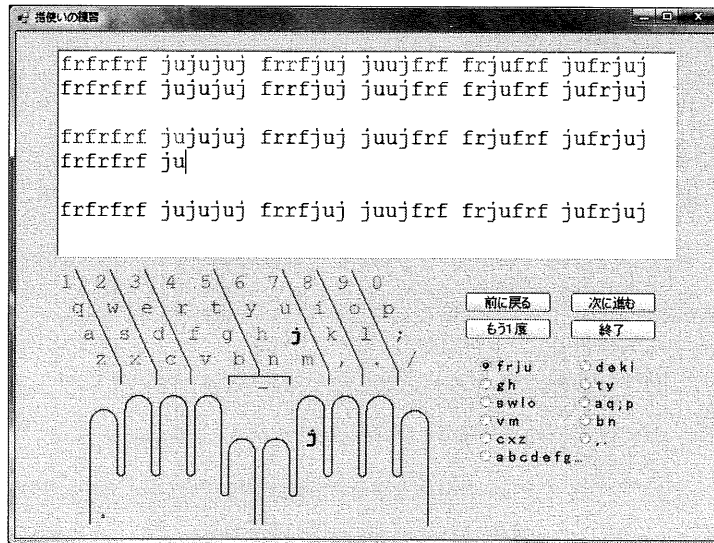 指使いの練習
frfrfrf jujujuj frrfjuj juujfrf frjufrf jufrjuj
frfrfrf jujujuj frrfjuj juujfrf frjufrf jufrjuj
frfrfrf jujujuj frrfjuj juujfrf frjufrf jufrjuj
frfrfrf ju
frfrfrf jujujuj frrfjuj juujfrf frjufrf jufrjuj
1 2 3 4 5 6 7 8 9 0
q w e r t y u i o p
a s d f g h j k l ;
z x c v b n m , . /
j
前に戻る 次に進む
もう1度 終了
frju deki
gh tv
swlo aq;p
vm bn
cxz ,.
abcdefg...